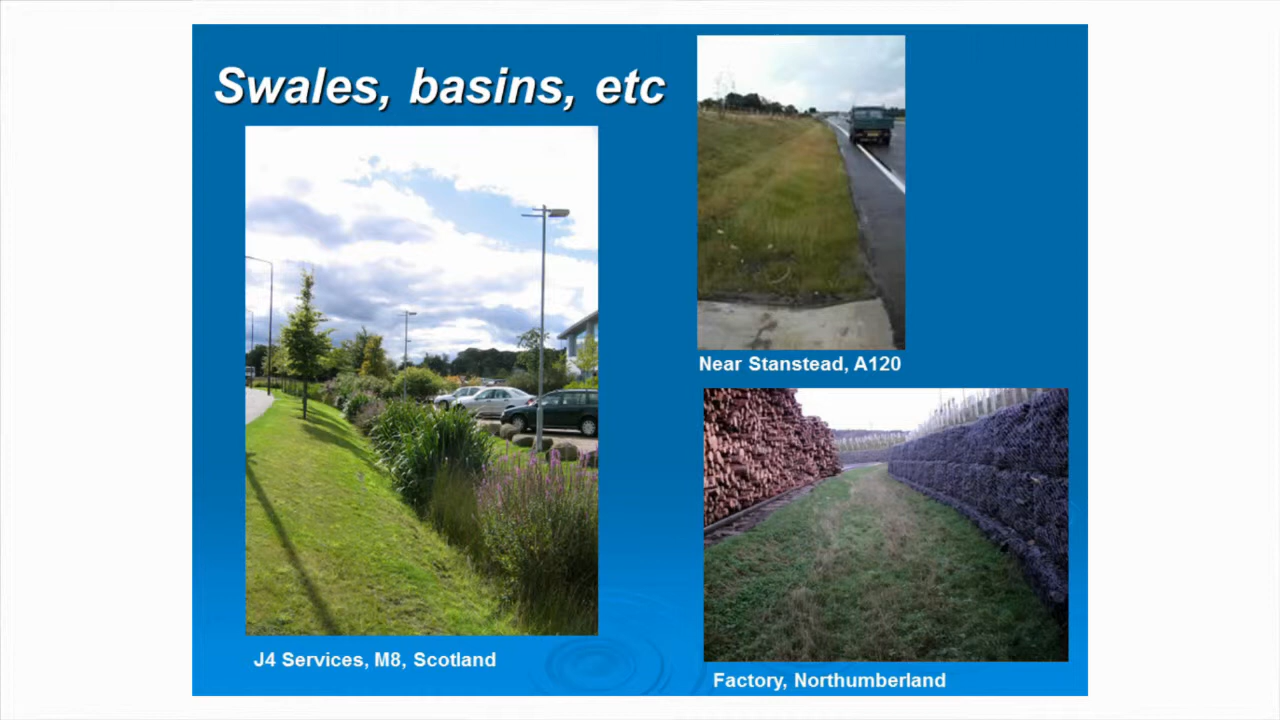 Swales, basins, etc
Near Stanstead, A120
J4 Services, M8, Scotland
Factory, Northumberland